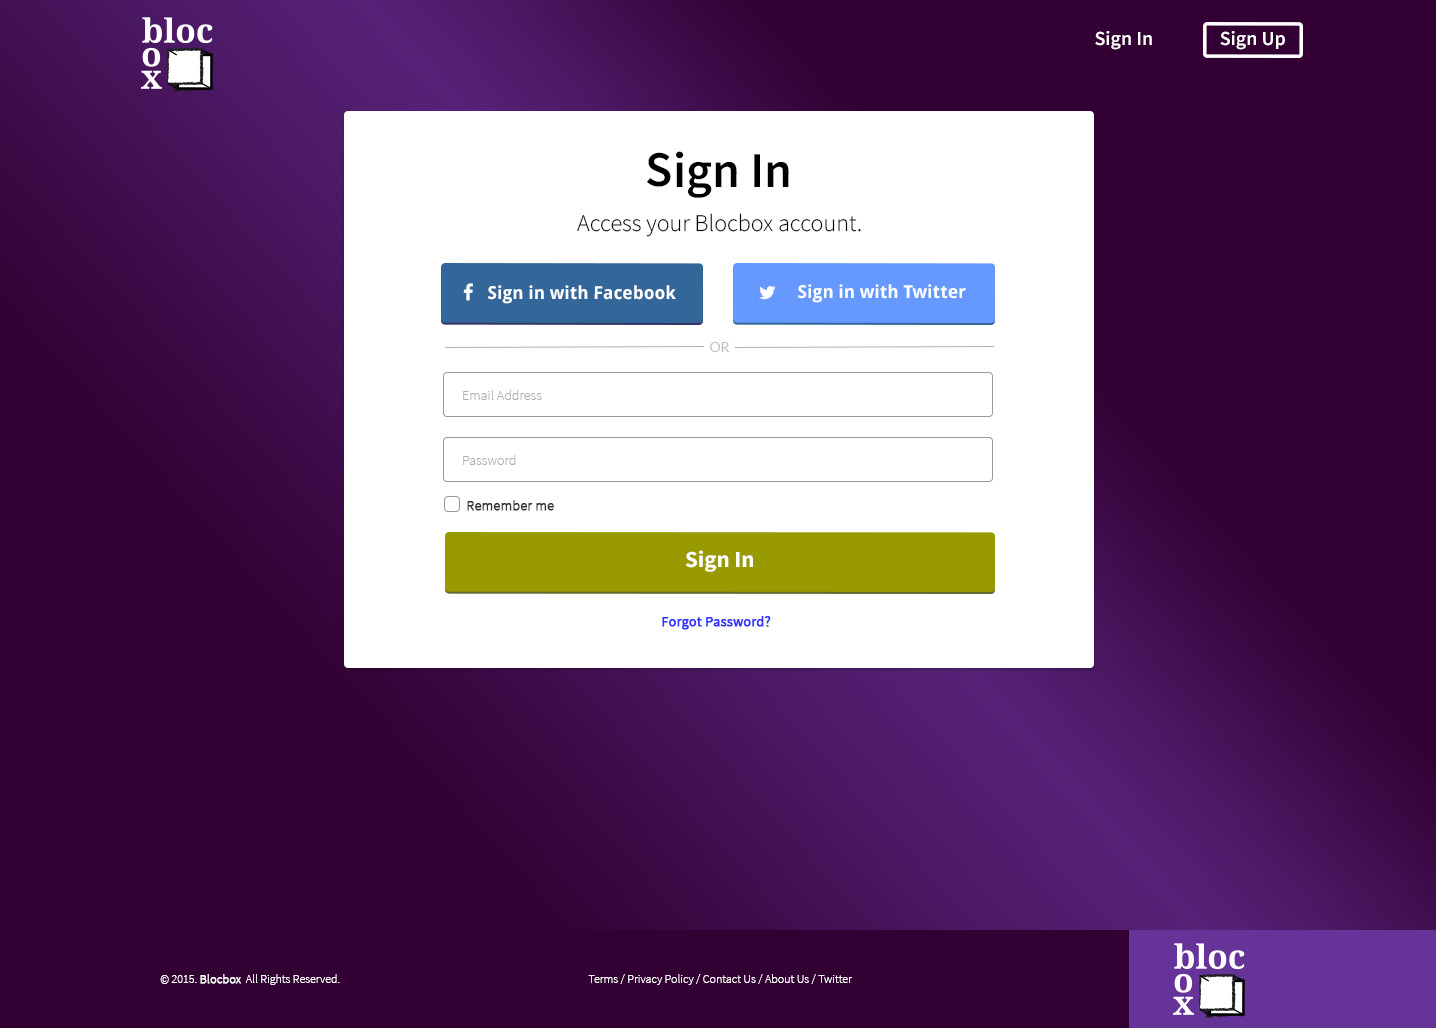 bloc
o
x
Sign In
Sign Up
Sign In
Access your Blocbox account.
Sign in with Facebook
Sign in with Twitter
OR
Email Address
Password
Remember me
Sign In
Forgot Password?
© 2015. Blocbox All Rights Reserved.
Terms / Privacy Policy / Contact Us / About Us / Twitter
bloc
o
x